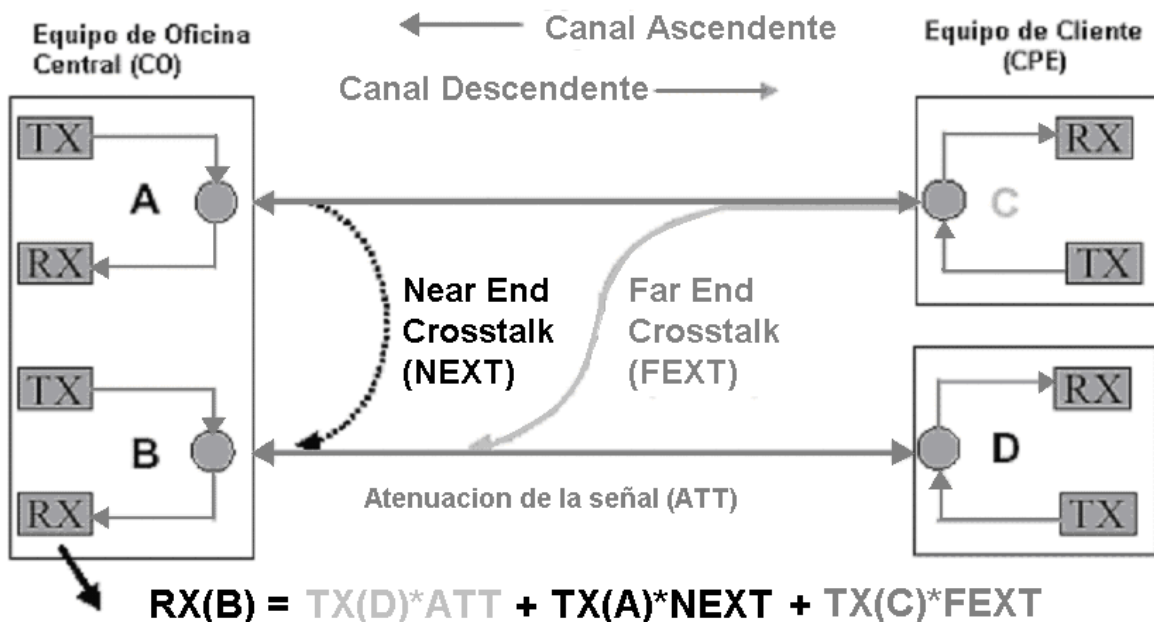 Equipo de Oficina
Central (CO)
Canal Ascendente
Canal Descendente
Equipo de Cliente
(CPE)
TX
A
RX
TX
B
RX
Near End
Crosstalk
(NEXT)
Far End
Crosstalk
(FEXT)
Atenuacion de la señal (ATT)
RX
C
TX
RX
D
TX
RX(B) = TX(D)*ATT + TX(A)*NEXT + TX(C)*FEXT